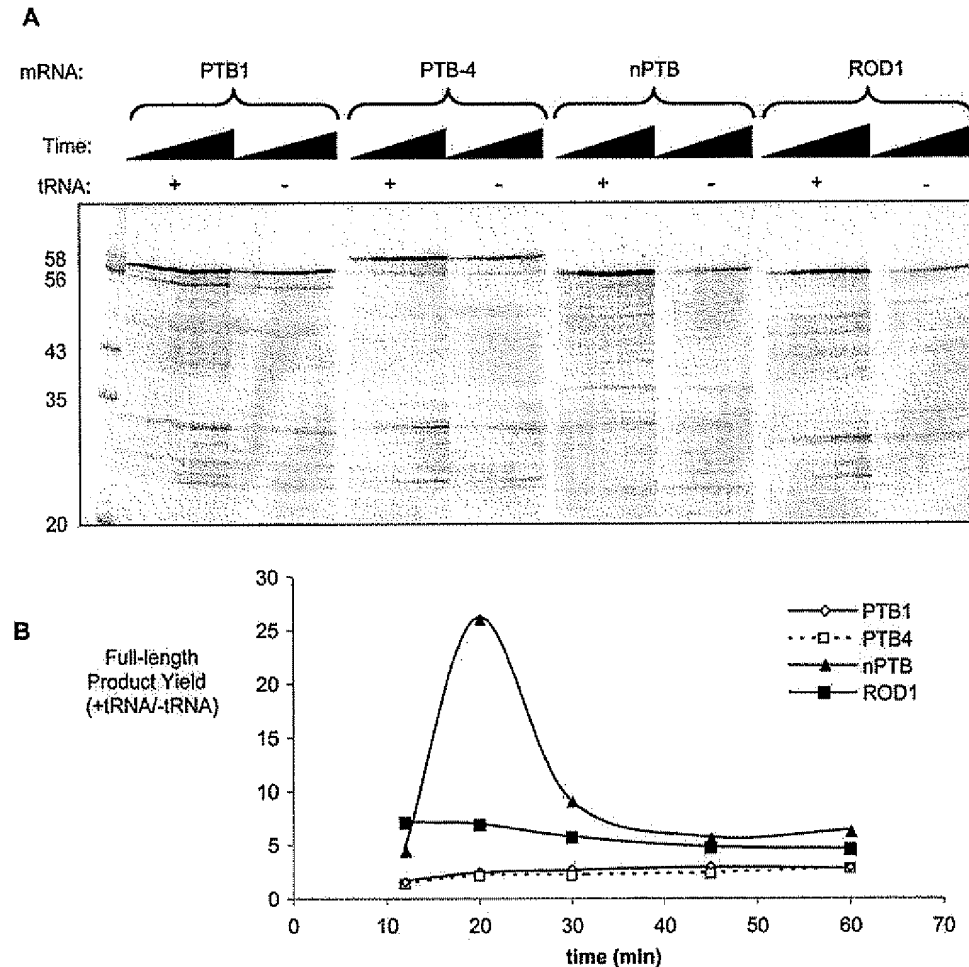 A
mRNA: PTB1 PTB-4 nPTB ROD1
Time:
tRNA: + - + - + - + -
58
56
43
35
20
B
Full-length
Product Yield
(+tRNA/-tRNA)
30
25
20
15
10
5
0
0 10 20 30 40 50 60 70
time (min)
PTB1
PTB4
nPTB
ROD1